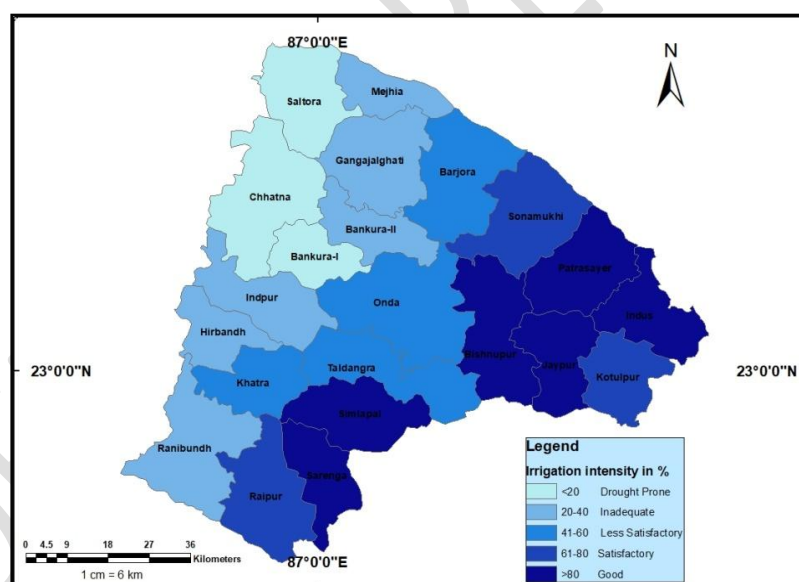 87°0'0"E
N
Mejhia
Saltora
Gangajalghati
Barjora
Chhatna
Sonamukhi
Bankura-II
Bankura-I
Patrasayer
Indpur
Onda
Indus
Hirbandh
Bishnupur
23°0'0"N
Taldangra
Jaypur
Kotulpur
23°0'0"N
Khatra
Simlapal
Ranibundh
Sarenga
Raipur
Legend
Irrigation intensity in %
<20 Drought Prone
20-40 Inadequate
41-60 Less Satisfactory
61-80 Satisfactory
>80 Good
0 4.5 9 18 27 36
Kilometers
1 cm = 6 km
87°0'0"E